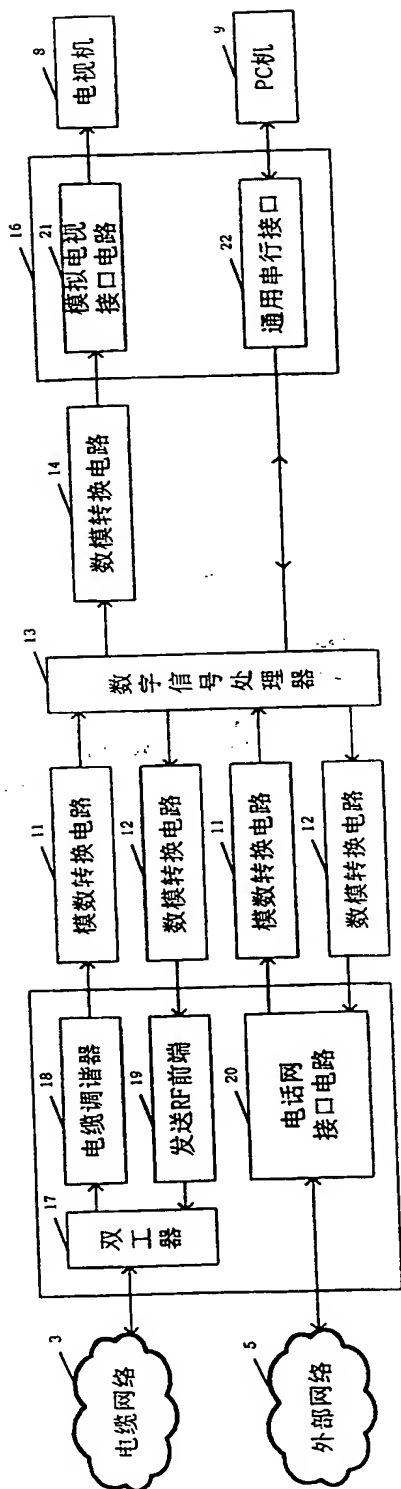 3
电缆网络
5
外部网络
17
双工器
18
电缆调谐器
19
发送RF前端
20
电话网
接口电路
11
模数转换电路
12
数模转换电路
11
模数转换电路
12
数模转换电路
13
数字信号处理器
14
数模转换电路
16
21
模拟电视
接口电路
22
通用串行接口
8
电视机
9
PC机